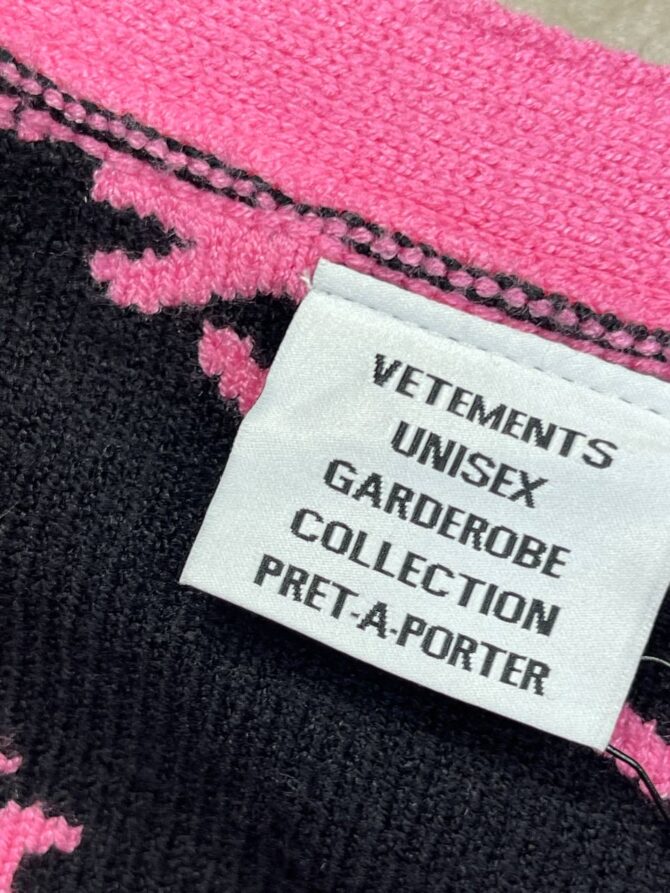 VETEMENTS
UNISEX
GARDEROBE
COLLECTION
PRET-A-PORTER